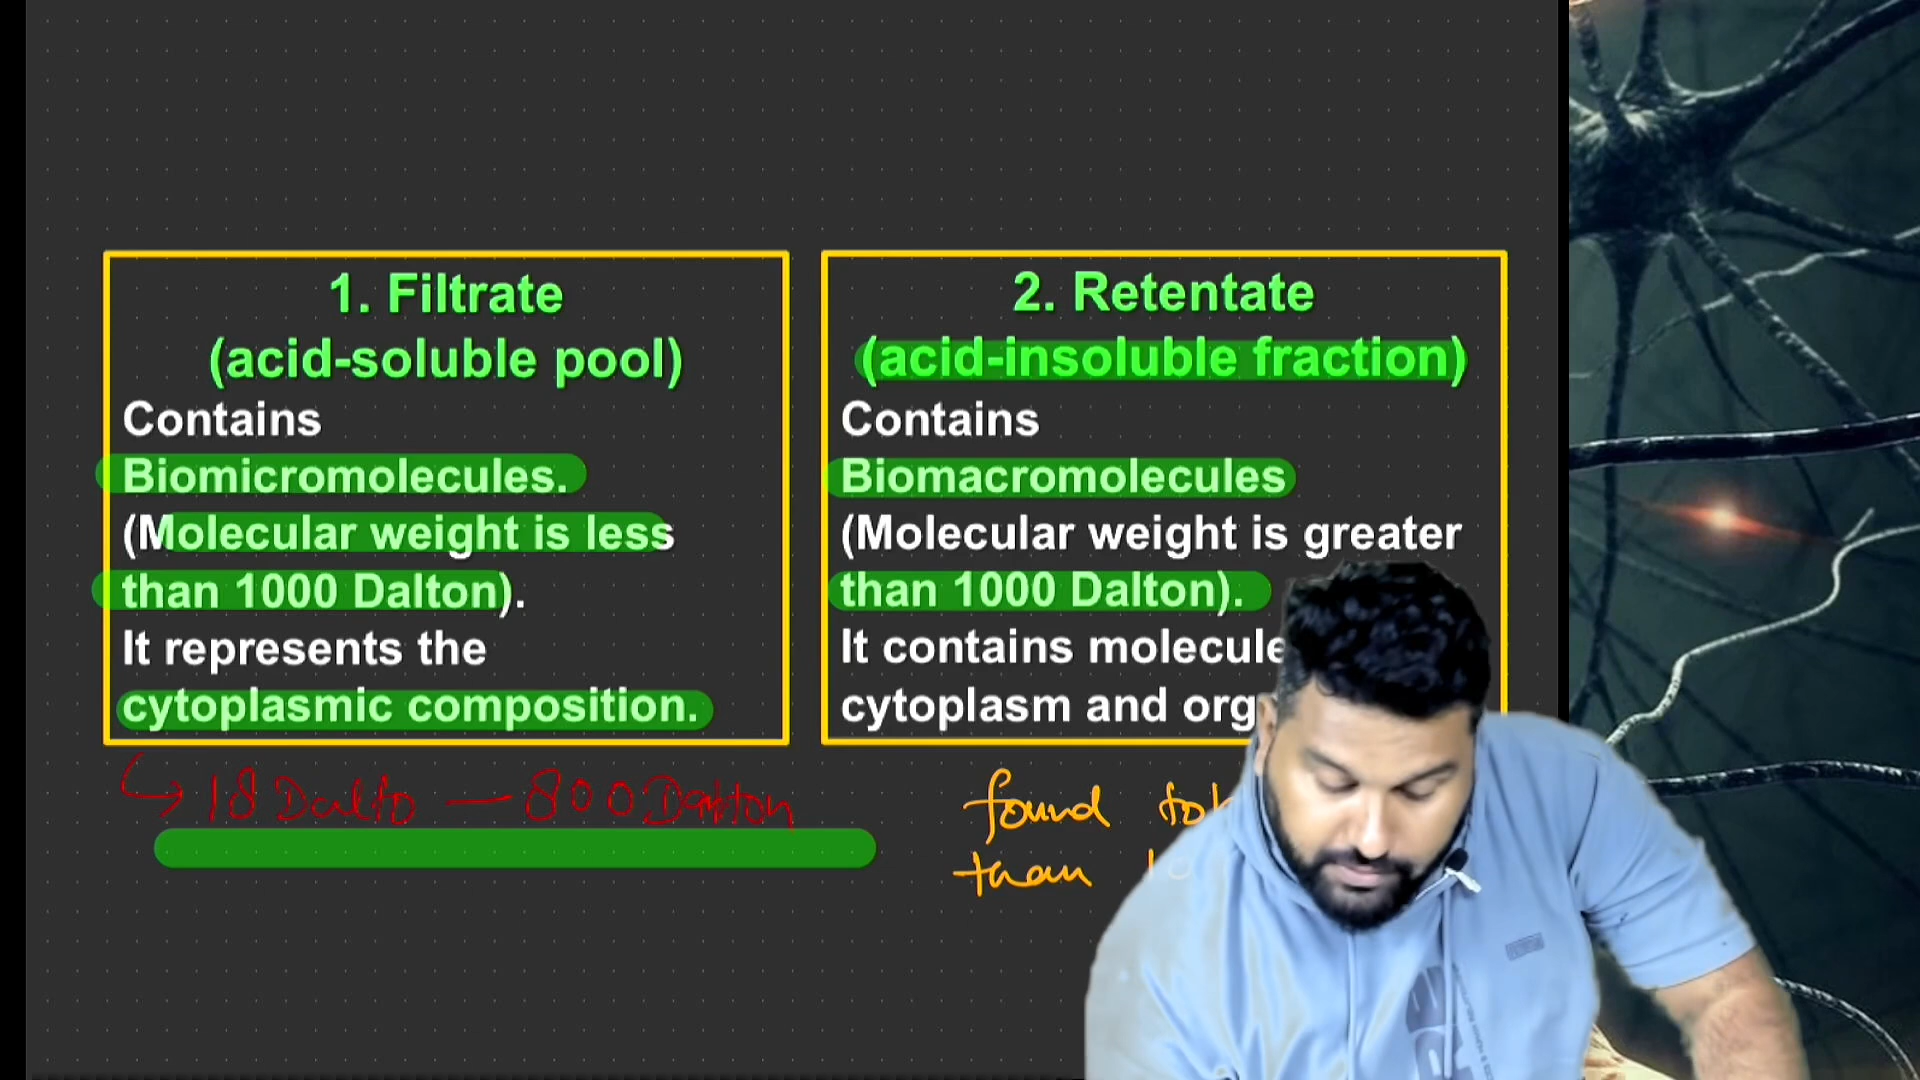 1. Filtrate
(acid-soluble pool)
Contains
Biomicromolecules.
(Molecular weight is less
than 1000 Dalton).
It represents the
cytoplasmic composition.
18 Dalto — 800 Dalton
2. Retentate
(acid-insoluble fraction)
Contains
Biomacromolecules
(Molecular weight is greater
than 1000 Dalton).
It contains molecule
cytoplasm and org
found
than